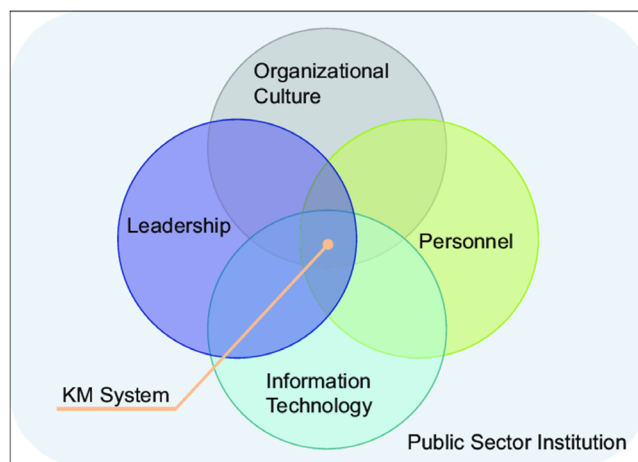 Organizational
Culture
Leadership
Personnel
Information
Technology
KM System
Public Sector Institution